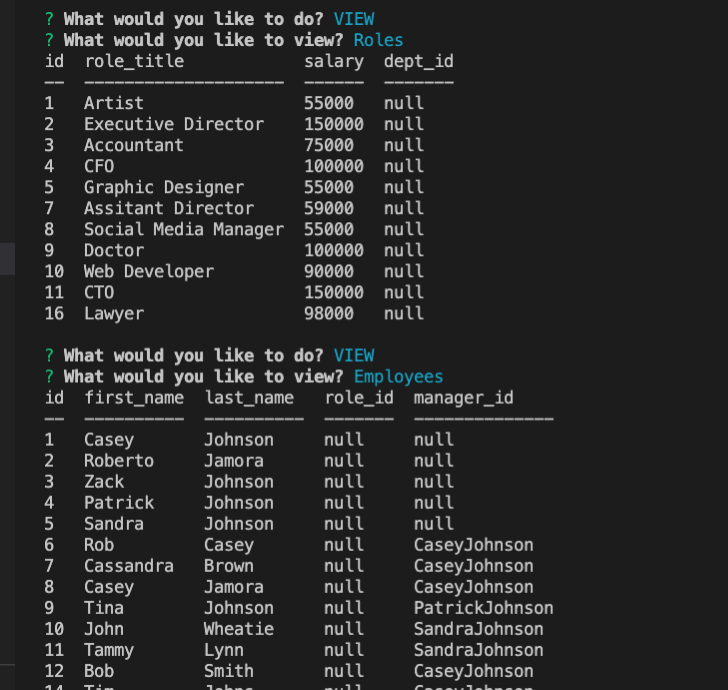 ? What would you like to do? VIEW
? What would you like to view? Roles
id role_title salary dept_id
-- -------------------- ------ -------
1 Artist 55000 null
2 Executive Director 150000 null
3 Accountant 75000 null
4 CFO 100000 null
5 Graphic Designer 55000 null
7 Assitant Director 59000 null
8 Social Media Manager 55000 null
9 Doctor 100000 null
10 Web Developer 90000 null
11 CTO 150000 null
16 Lawyer 98000 null
? What would you like to do? VIEW
? What would you like to view? Employees
id first_name last_name role_id manager_id
-- ---------- ---------- ------- --------------
1 Casey Johnson null null
2 Roberto Jamora null null
3 Zack Johnson null null
4 Patrick Johnson null null
5 Sandra Johnson null null
6 Rob Casey null CaseyJohnson
7 Cassandra Brown null CaseyJohnson
8 Casey Jamora null CaseyJohnson
9 Tina Johnson null PatrickJohnson
10 John Wheatie null SandraJohnson
11 Tammy Lynn null SandraJohnson
12 Bob Smith null CaseyJohnson